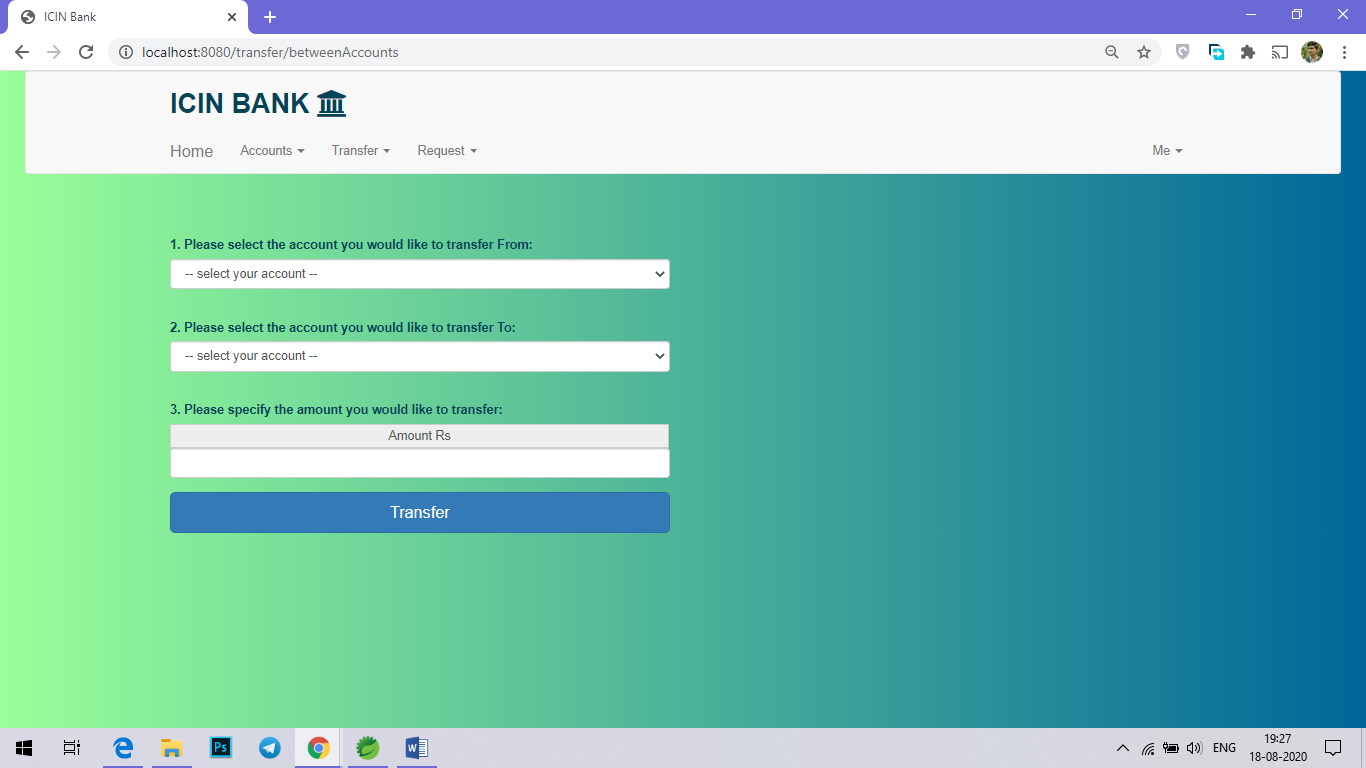 ICIN Bank
localhost:8080/transfer/betweenAccounts
ICIN BANK
Home Accounts Transfer Request Me
1. Please select the account you would like to transfer From:
-- select your account --
2. Please select the account you would like to transfer To:
-- select your account --
3. Please specify the amount you would like to transfer:
Amount Rs
Transfer
Ps
W
ENG
19:27
18-08-2020